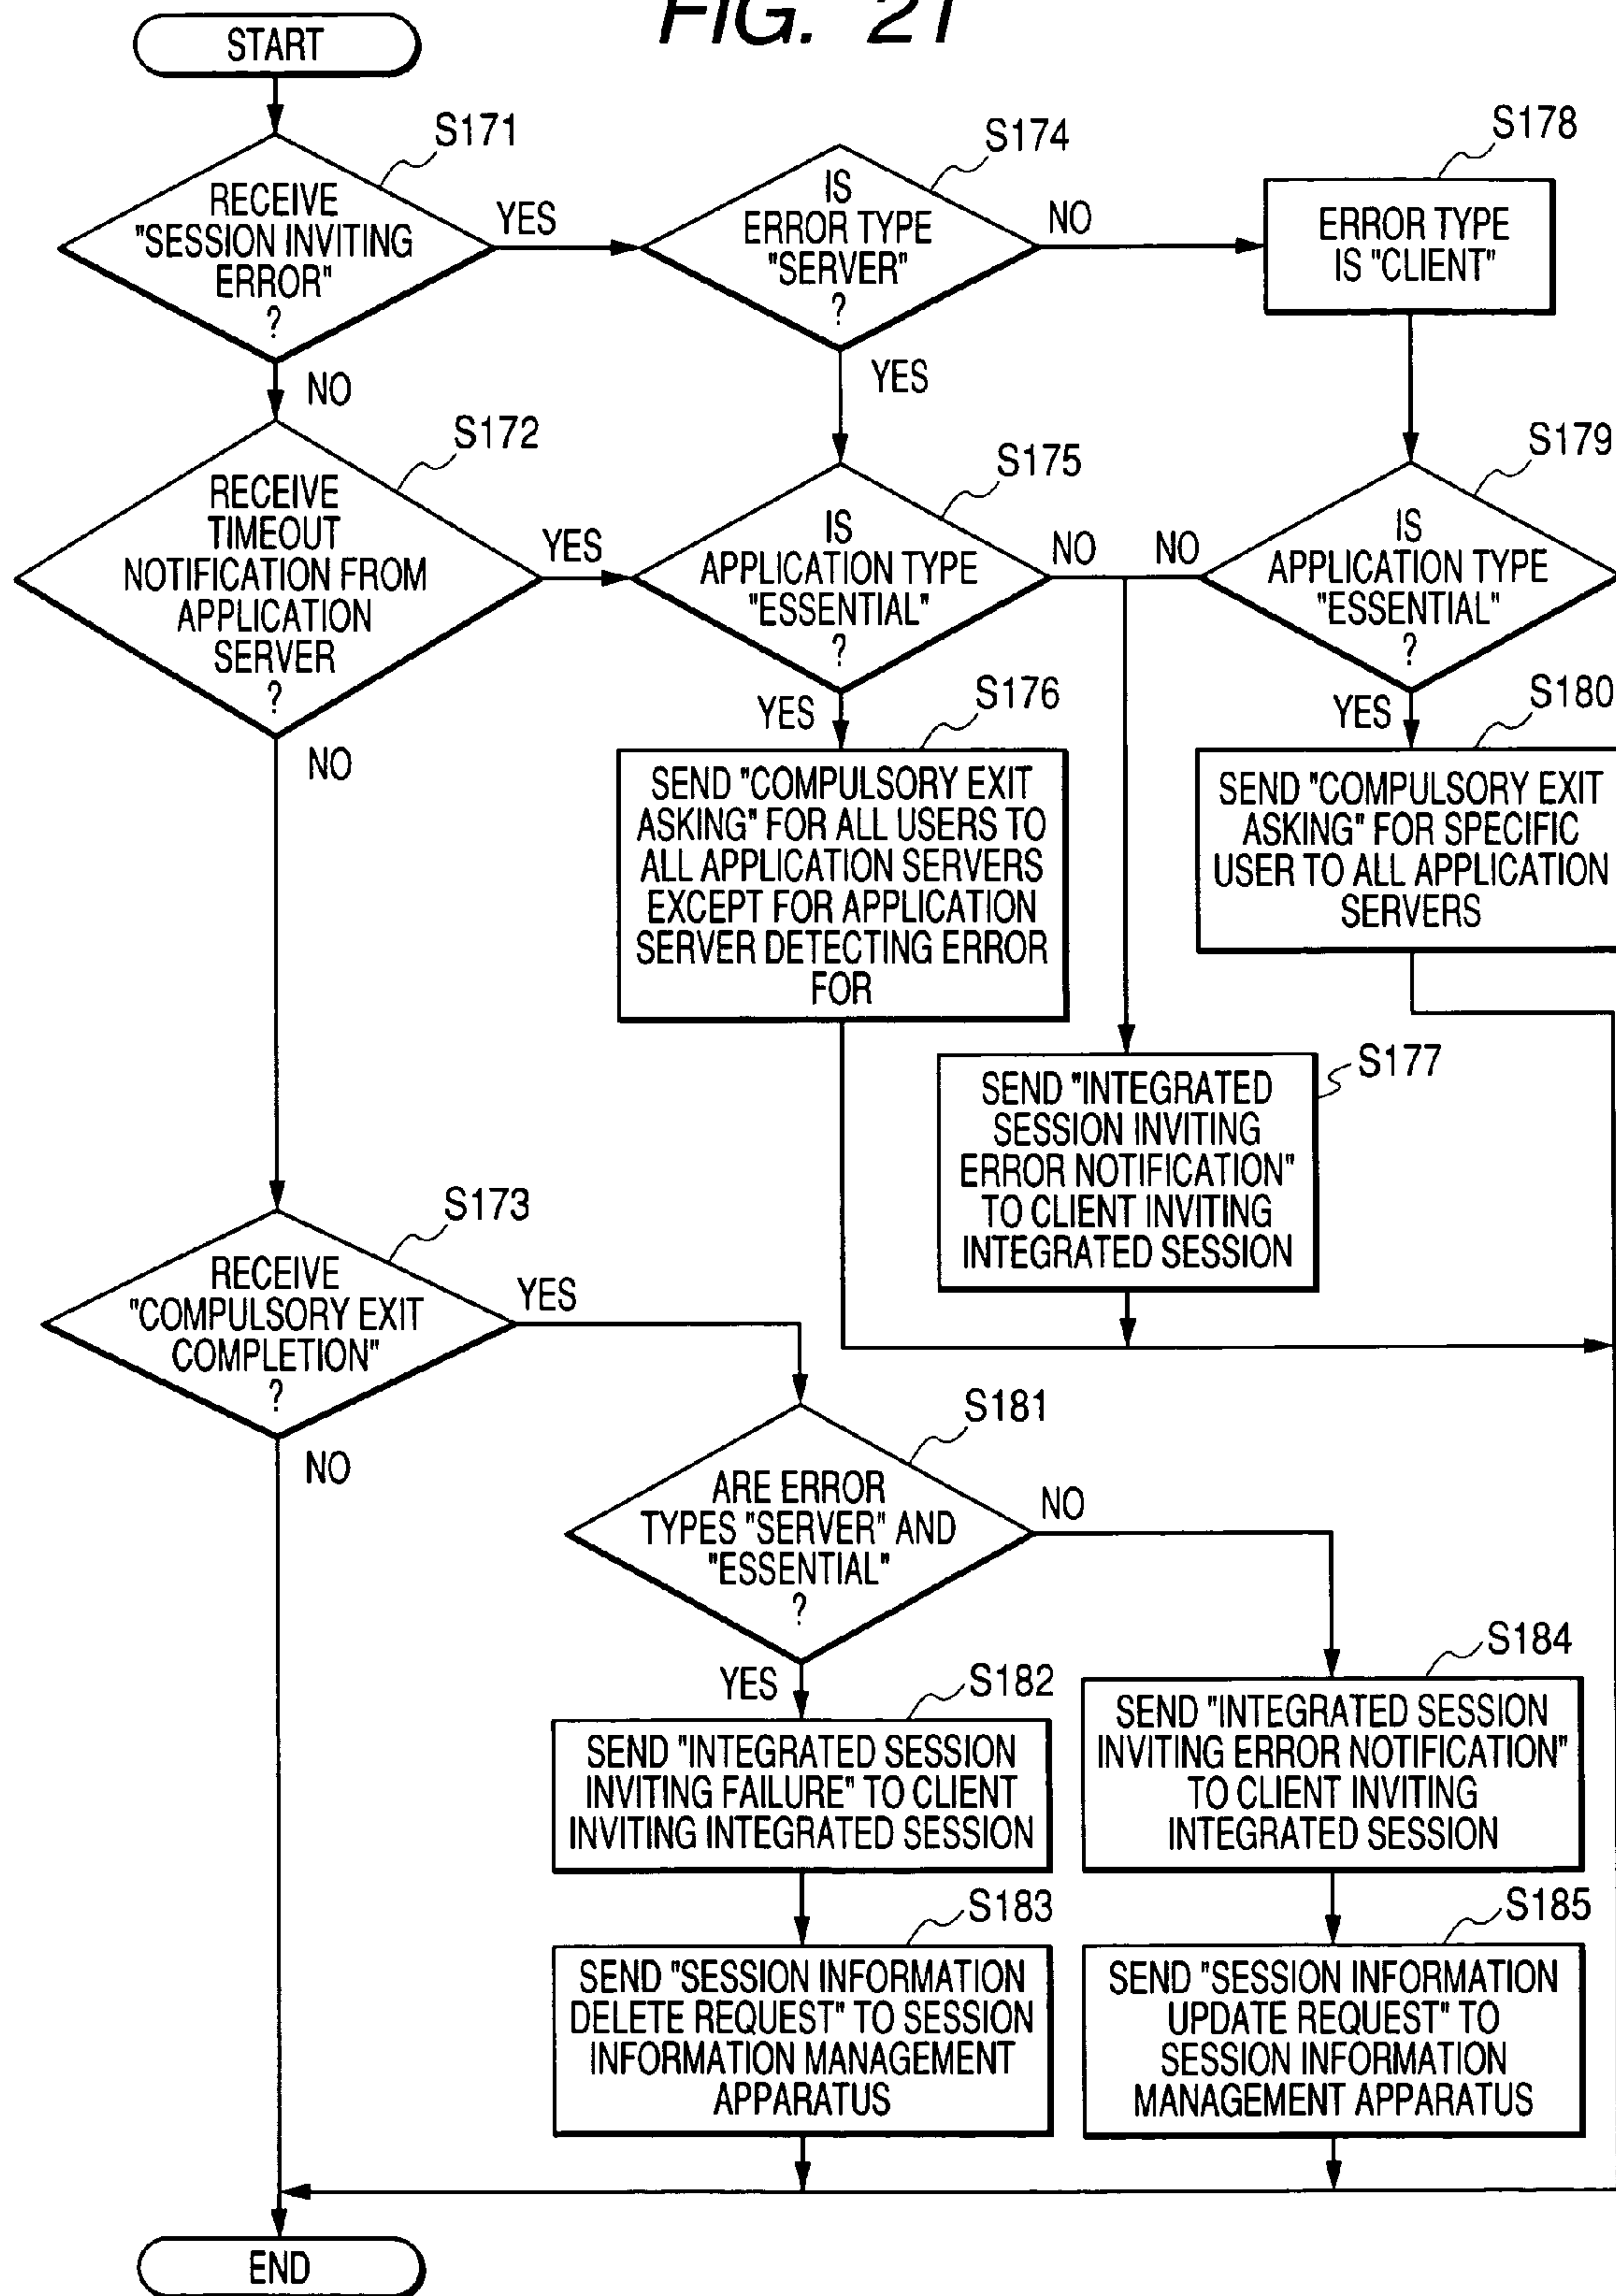 FIG. 21
START
S171
RECEIVE
"SESSION INVITING
ERROR"
?
YES
NO
S174
IS
ERROR TYPE
"SERVER"
?
NO
YES
S178
ERROR TYPE
IS "CLIENT"
S172
RECEIVE
TIMEOUT
NOTIFICATION FROM
APPLICATION
SERVER
?
YES
NO
S175
IS
APPLICATION TYPE
"ESSENTIAL"
?
NO
YES
S179
IS
APPLICATION TYPE
"ESSENTIAL"
?
NO
YES
S176
SEND "COMPULSORY EXIT
ASKING" FOR ALL USERS TO
ALL APPLICATION SERVERS
EXCEPT FOR APPLICATION
SERVER DETECTING ERROR
FOR
S180
SEND "COMPULSORY EXIT
ASKING" FOR SPECIFIC
USER TO ALL APPLICATION
SERVERS
S177
SEND "INTEGRATED
SESSION INVITING
ERROR NOTIFICATION"
TO CLIENT INVITING
INTEGRATED SESSION
S173
RECEIVE
"COMPULSORY EXIT
COMPLETION"
?
YES
NO
S181
ARE ERROR
TYPES "SERVER" AND
"ESSENTIAL"
?
NO
YES
S182
SEND "INTEGRATED SESSION
INVITING FAILURE" TO CLIENT
INVITING INTEGRATED SESSION
S184
SEND "INTEGRATED SESSION
INVITING ERROR NOTIFICATION"
TO CLIENT INVITING
INTEGRATED SESSION
S183
SEND "SESSION INFORMATION
DELETE REQUEST" TO SESSION
INFORMATION MANAGEMENT
APPARATUS
S185
SEND "SESSION INFORMATION
UPDATE REQUEST" TO
SESSION INFORMATION
MANAGEMENT APPARATUS
END